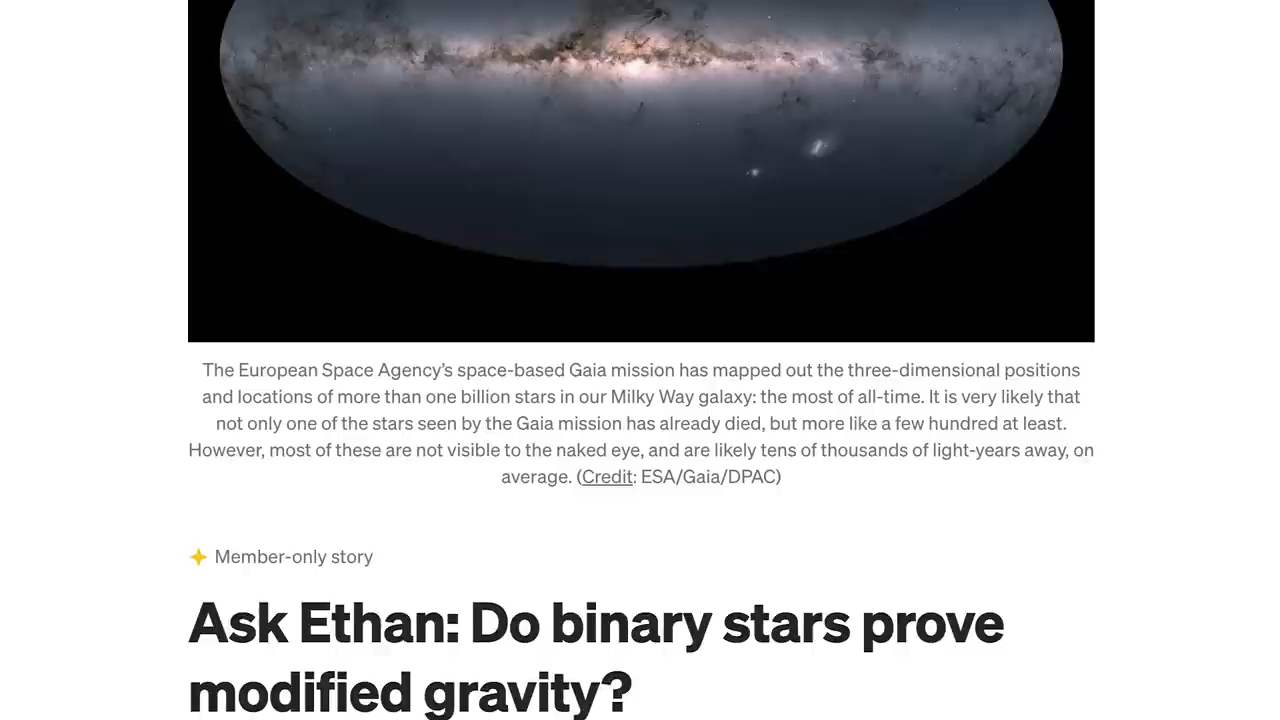 The European Space Agency’s space-based Gaia mission has mapped out the three-dimensional positions
and locations of more than one billion stars in our Milky Way galaxy: the most of all-time. It is very likely that
not only one of the stars seen by the Gaia mission has already died, but more like a few hundred at least.
However, most of these are not visible to the naked eye, and are likely tens of thousands of light-years away, on
average. (Credit: ESA/Gaia/DPAC)
Member-only story
Ask Ethan: Do binary stars prove
modified gravity?